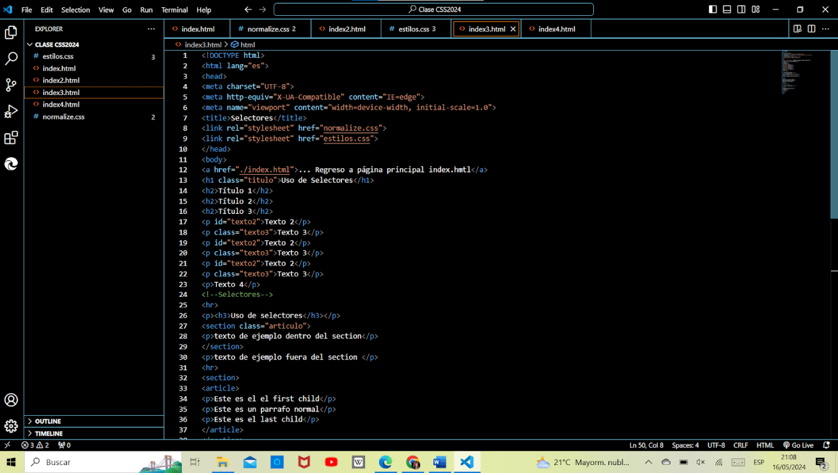 File Edit Selection View Go Run Terminal Help
Clase CSS2024
EXPLORER
index.html
normalize.css 2
index2.html
estilos.css 3
index3.html
index4.html
CLASE CSS2024
estilos.css 3
index.html
index2.html
index3.html
index4.html
normalize.css 2
OUTLINE
TIMELINE
index3.html > html
1 <!DOCTYPE html>
2 <html lang="es">
3 <head>
4 <meta charset="UTF-8">
5 <meta http-equiv="X-UA-Compatible" content="IE=edge">
6 <meta name="viewport" content="width=device-width, initial-scale=1.0">
7 <title>Selectores</title>
8 <link rel="stylesheet" href="normalize.css">
9 <link rel="stylesheet" href="estilos.css">
10 </head>
11 <body>
12 <a href="./index.html">... Regreso a página principal index.hmtl</a>
13 <h1 class="titulo">Uso de Selectores</h1>
14 <h2>Título 1</h2>
15 <h2>Título 2</h2>
16 <h2>Título 3</h2>
17 <p id="texto2">Texto 2</p>
18 <p class="texto3">Texto 3</p>
19 <p id="texto2">Texto 2</p>
20 <p class="texto3">Texto 3</p>
21 <p id="texto2">Texto 2</p>
22 <p class="texto3">Texto 3</p>
23 <p>Texto 4</p>
24 <!--Selectores-->
25 <hr>
26 <p><h3>Uso de selectores</h3></p>
27 <section class="articulo">
28 <p>texto de ejemplo dentro del section</p>
29 </section>
30 <p>texto de ejemplo fuera del section </p>
31 <hr>
32 <section>
33 <article>
34 <p>Este es el el first child</p>
35 <p>Este es un parrafo normal</p>
36 <p>Este es el last child</p>
37 </article>
3 2 0
Ln 50, Col 8 Spaces: 4 UTF-8 CRLF HTML Go Live
Buscar
21°C Mayorm. nubl...
ESP
21:08
16/05/2024